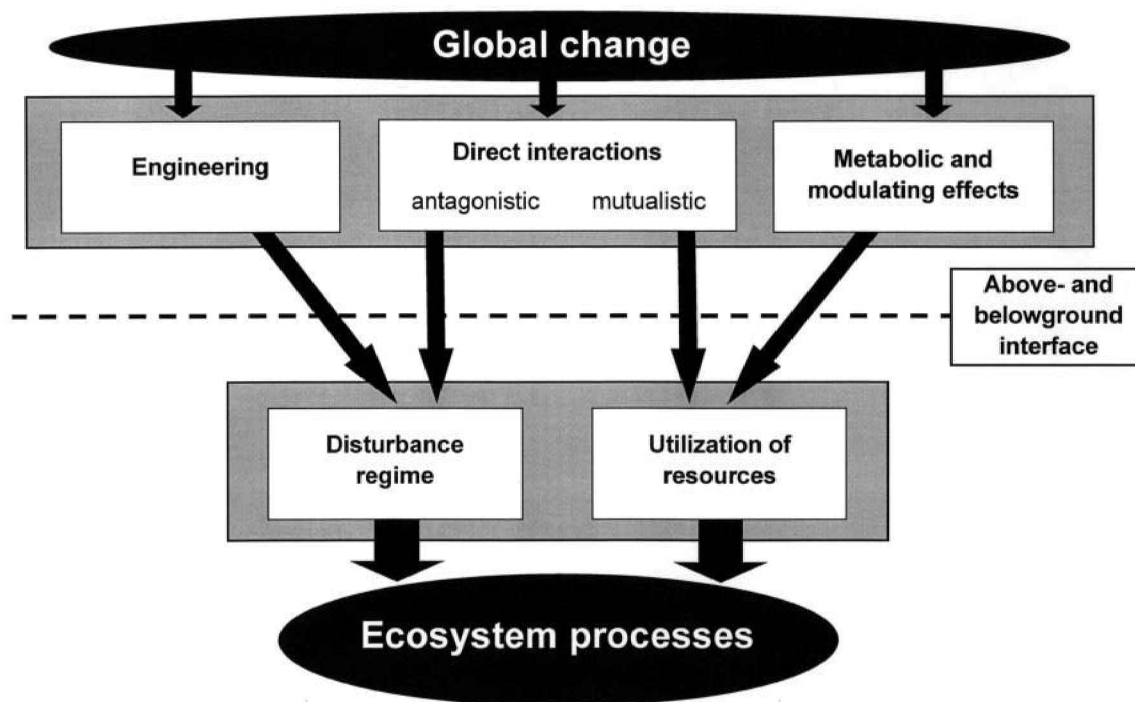 Global change
Engineering
Direct interactions
antagonistic mutualistic
Metabolic and
modulating effects
Above- and
belowground
interface
Disturbance
regime
Utilization of
resources
Ecosystem processes